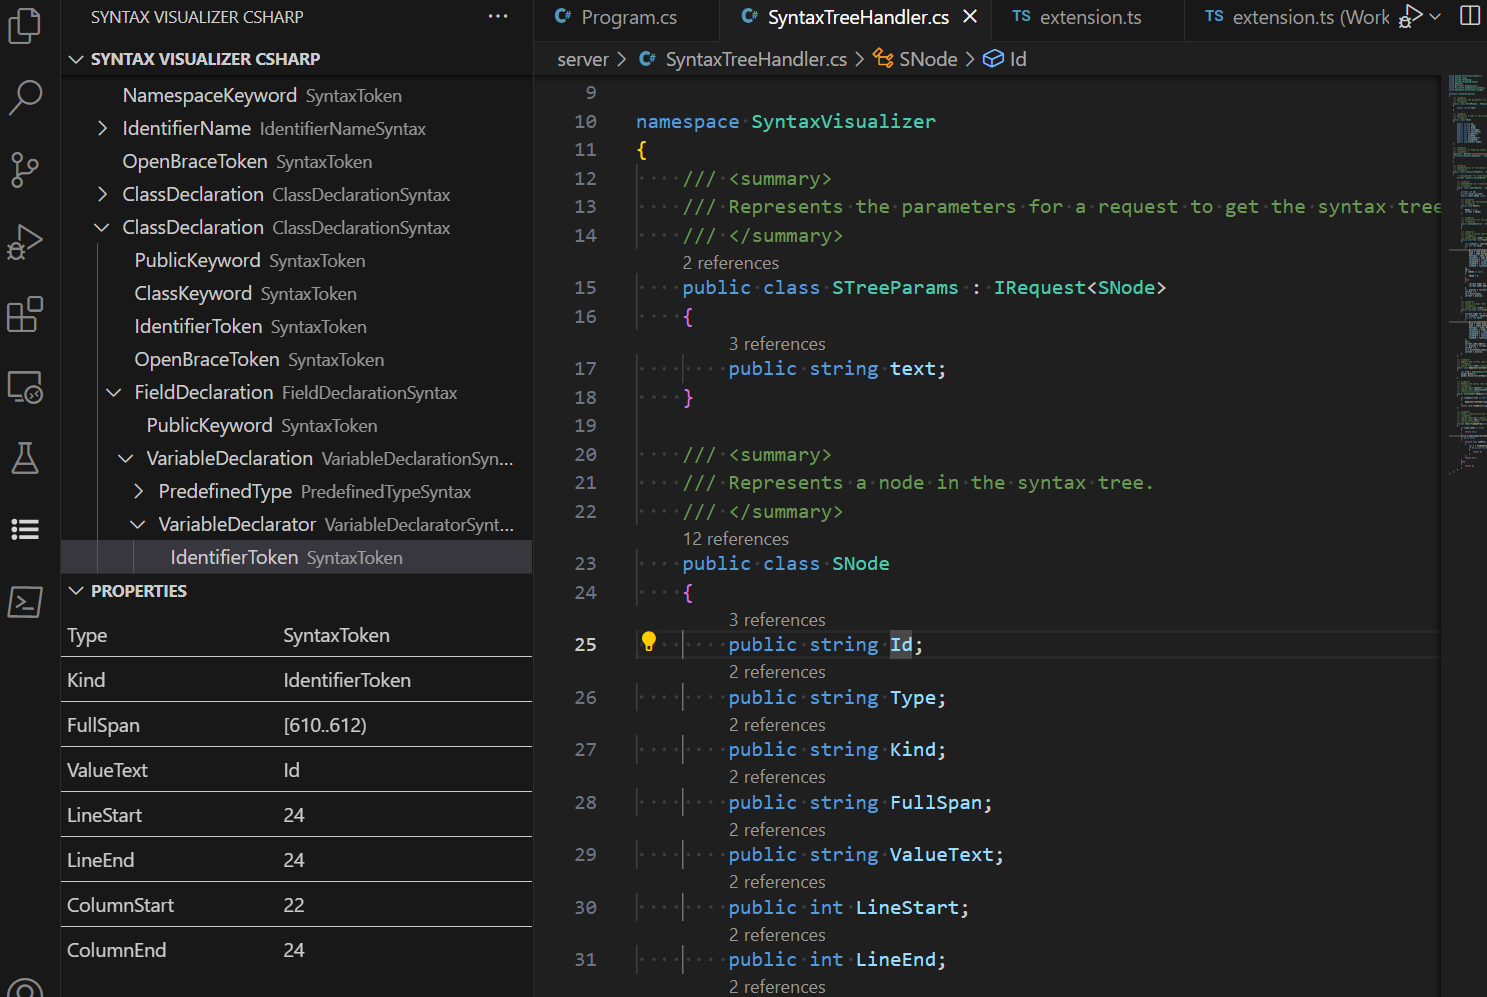 SYNTAX VISUALIZER CSHARP
SYNTAX VISUALIZER CSHARP
NamespaceKeyword SyntaxToken
IdentifierName IdentifierNameSyntax
OpenBraceToken SyntaxToken
ClassDeclaration ClassDeclarationSyntax
ClassDeclaration ClassDeclarationSyntax
PublicKeyword SyntaxToken
ClassKeyword SyntaxToken
IdentifierToken SyntaxToken
OpenBraceToken SyntaxToken
FieldDeclaration FieldDeclarationSyntax
PublicKeyword SyntaxToken
VariableDeclaration VariableDeclarationSyn...
PredefinedType PredefinedTypeSyntax
VariableDeclarator VariableDeclaratorSynt...
IdentifierToken SyntaxToken
PROPERTIES
Type SyntaxToken
Kind IdentifierToken
FullSpan [610..612)
ValueText Id
LineStart 24
LineEnd 24
ColumnStart 22
ColumnEnd 24
C# Program.cs C# SyntaxTreeHandler.cs TS extension.ts TS extension.ts (Work
server > C# SyntaxTreeHandler.cs > SNode > Id
9
10 namespace SyntaxVisualizer
11 {
12 /// <summary>
13 /// Represents the parameters for a request to get the syntax tree
14 /// </summary>
2 references
15 public class STreeParams : IRequest<SNode>
16 {
3 references
17 public string text;
18 }
19
20 /// <summary>
21 /// Represents a node in the syntax tree.
22 /// </summary>
12 references
23 public class SNode
24 {
3 references
25 public string Id;
2 references
26 public string Type;
2 references
27 public string Kind;
2 references
28 public string FullSpan;
2 references
29 public string ValueText;
2 references
30 public int LineStart;
2 references
31 public int LineEnd;
2 references